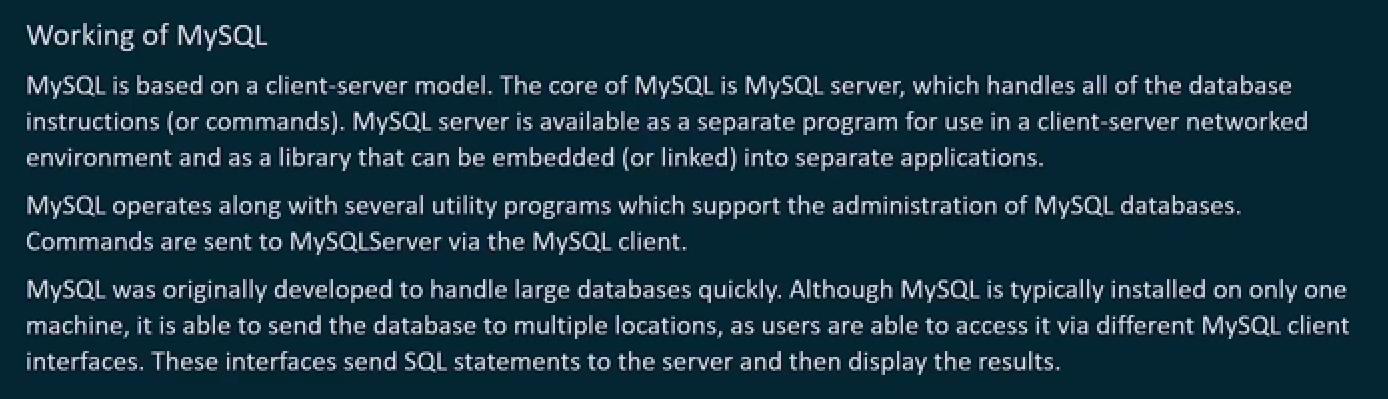 Working of MySQL
MySQL is based on a client-server model. The core of MySQL is MySQL server, which handles all of the database
instructions (or commands). MySQL server is available as a separate program for use in a client-server networked
environment and as a library that can be embedded (or linked) into separate applications.
MySQL operates along with several utility programs which support the administration of MySQL databases.
Commands are sent to MySQLServer via the MySQL client.
MySQL was originally developed to handle large databases quickly. Although MySQL is typically installed on only one
machine, it is able to send the database to multiple locations, as users are able to access it via different MySQL client
interfaces. These interfaces send SQL statements to the server and then display the results.